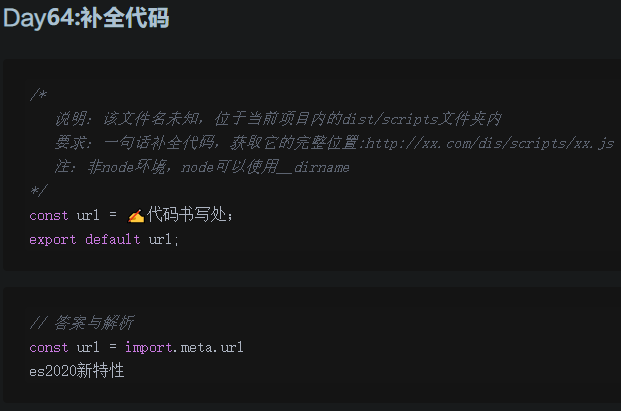 Day64:补全代码
/*
说明: 该文件名未知，位于当前项目内的dist/scripts文件夹内
要求: 一句话补全代码，获取它的完整位置:http://xx.com/dis/scripts/xx.js
注: 非node环境，node可以使用__dirname
*/
const url = ✍代码书写处;
export default url;
// 答案与解析
const url = import.meta.url
es2020新特性